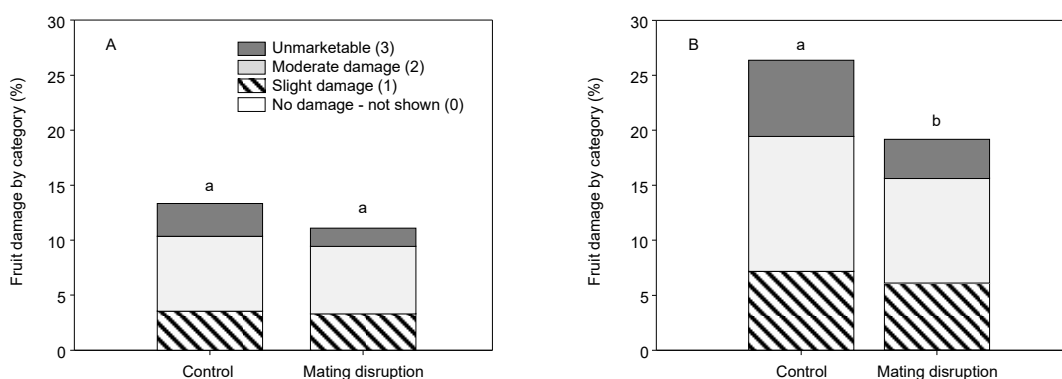 Fruit damage by category (%)
30
25
20
15
10
5
0
A
Unmarketable (3)
Moderate damage (2)
Slight damage (1)
No damage - not shown (0)
a
a
Control
Mating disruption
Fruit damage by category (%)
30
25
20
15
10
5
0
B
a
b
Control
Mating disruption